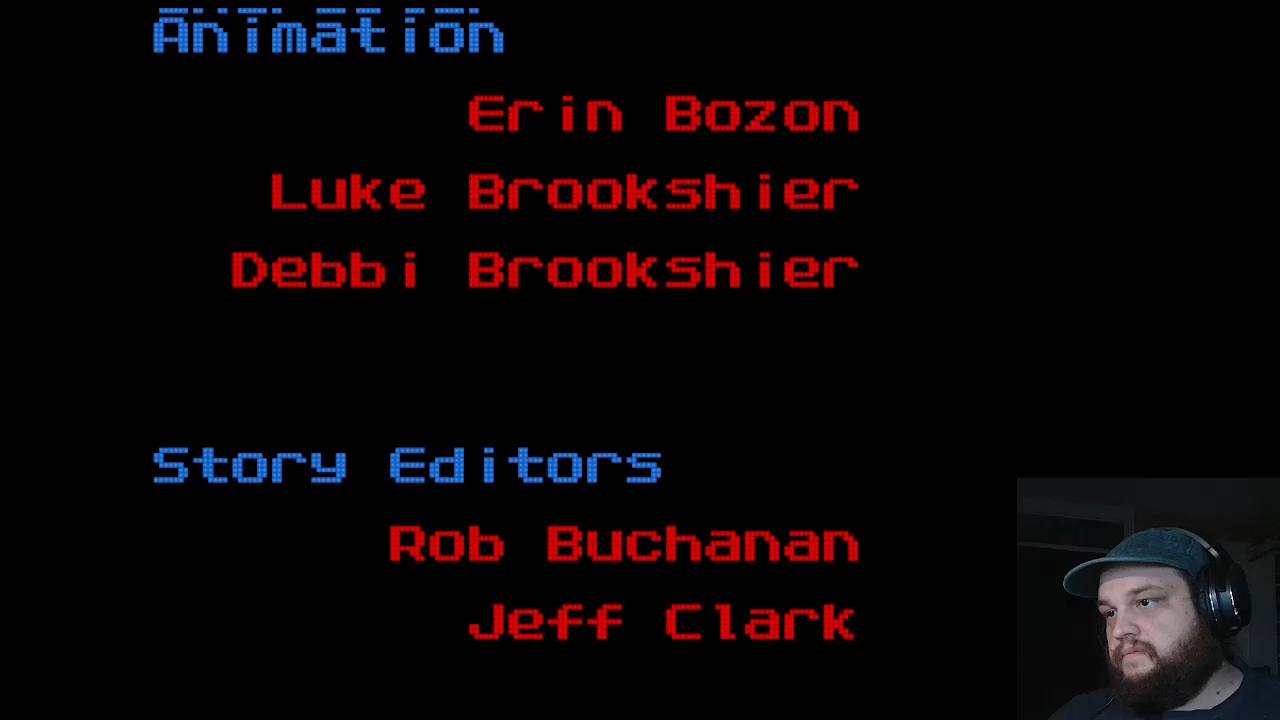 Animation
Erin Bozon
Luke Brookshier
Debbi Brookshier
Story Editors
Rob Buchanan
Jeff Clark